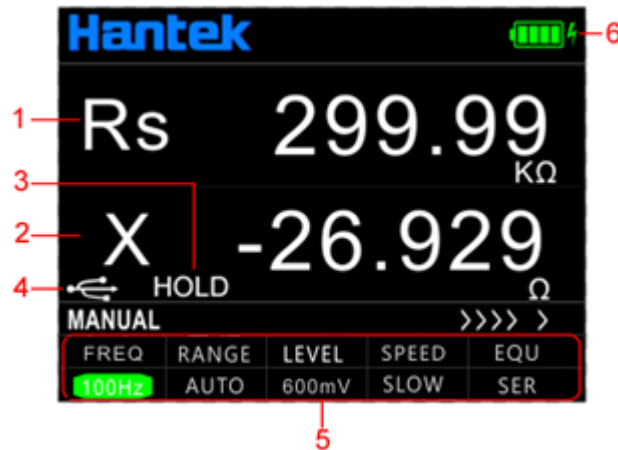 Hantek
6
1
Rs
299.99
KΩ
3
2
X
-26.929
4
HOLD
Ω
MANUAL
>>>> >
FREQ RANGE LEVEL SPEED EQU
100Hz AUTO 600mV SLOW SER
5